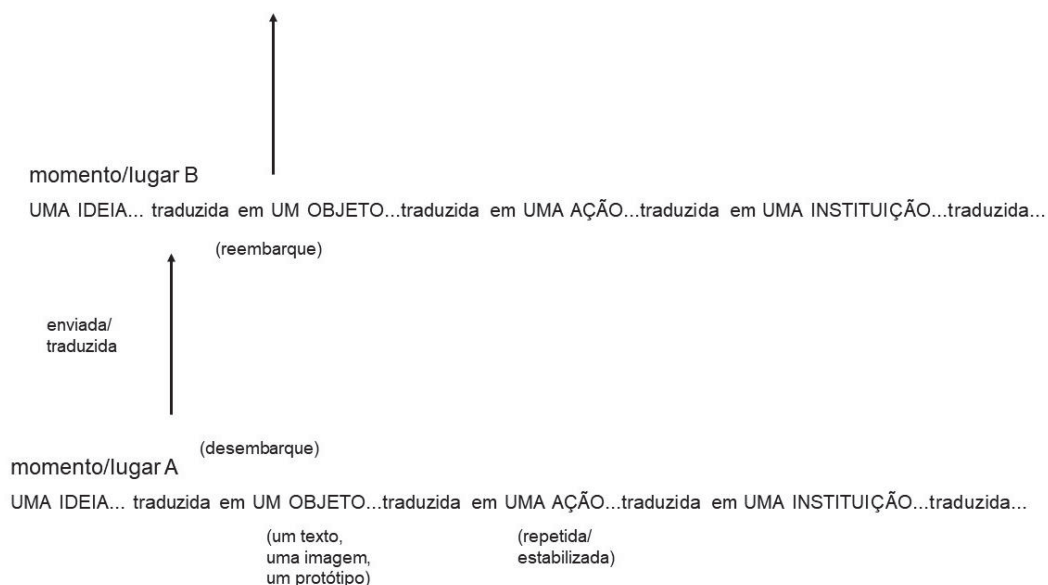 momento/lugar B
UMA IDEIA... traduzida em UM OBJETO...traduzida em UMA AÇÃO...traduzida em UMA INSTITUIÇÃO...traduzida...
(reembarque)
enviada/
traduzida
(desembarque)
momento/lugar A
UMA IDEIA... traduzida em UM OBJETO...traduzida em UMA AÇÃO...traduzida em UMA INSTITUIÇÃO...traduzida...
(um texto,
uma imagem,
um protótipo)
(repetida/
estabilizada)